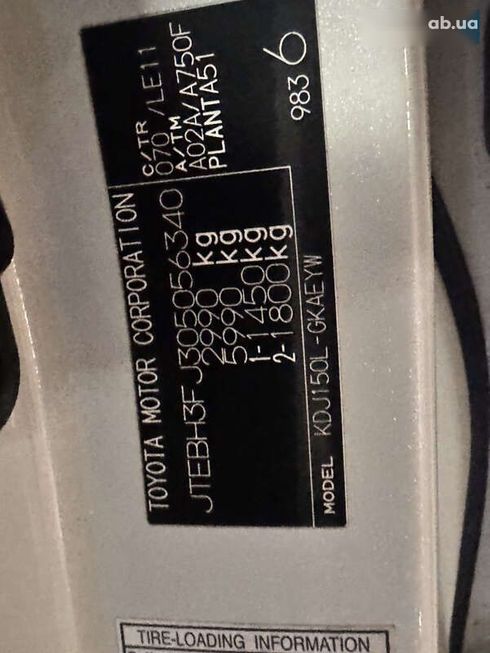 ab.ua
TOYOTA MOTOR CORPORATION
JTEBH3FJ305056340
2990 kg
5990 kg
1-1450kg
2-1800kg
C/TR
070 /LE11
A/TM
A02A/A750F
PLANTA51
983 6
MODEL KDJ150L-GKAEYW
TIRE-LOADING INFORMATION